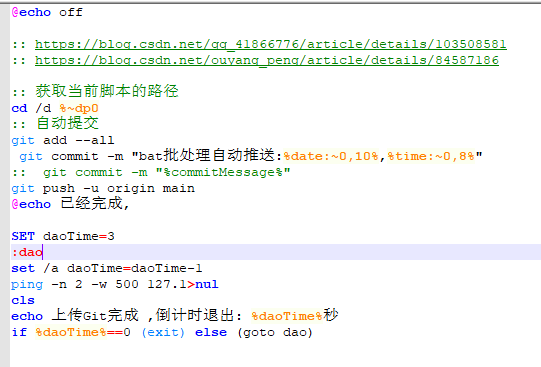 @echo off
:: https://blog.csdn.net/qq_41866776/article/details/103508581
:: https://blog.csdn.net/ouyang_peng/article/details/84587186
:: 获取当前脚本的路径
cd /d %~dp0
:: 自动提交
git add --all
git commit -m "bat批处理自动推送:%date:~0,10%,%time:~0,8%"
::  git commit -m "%commitMessage%"
git push -u origin main
@echo 已经完成,
SET daoTime=3
:dao
set /a daoTime=daoTime-1
ping -n 2 -w 500 127.1>nul
cls
echo 上传Git完成 ,倒计时退出: %daoTime%秒
if %daoTime%==0 (exit) else (goto dao)